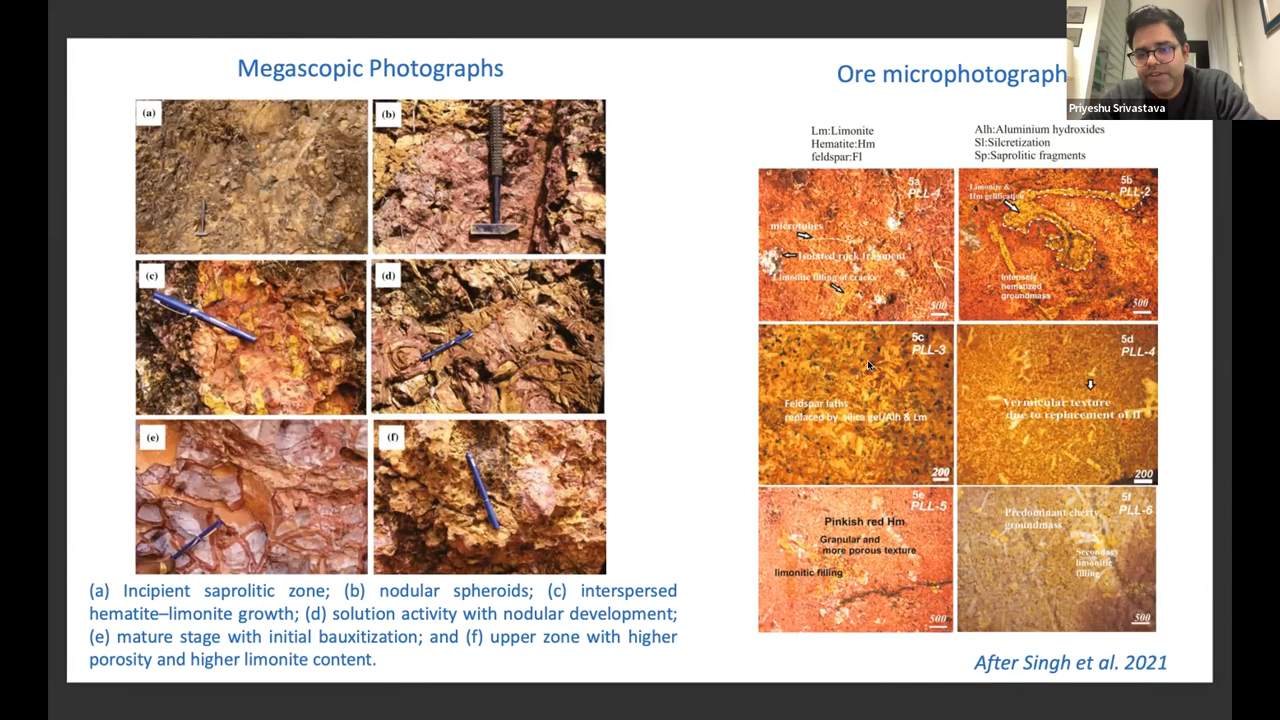 Megascopic Photographs
(a)
(b)
(c)
(d)
(e)
(f)
(a) Incipient saprolitic zone; (b) nodular spheroids; (c) interspersed
hematite–limonite growth; (d) solution activity with nodular development;
(e) mature stage with initial bauxitization; and (f) upper zone with higher
porosity and higher limonite content.
Ore microphotograph
Priyeshu Srivastava
Lm:Limonite
Hematite:Hm
feldspar:Fl
Alh:Aluminium hydroxides
Sl:Silcretization
Sp:Saprolitic fragments
5a
PLL-1
microtubes
Isolated rock fragment
Limonite filling of cracks
500
5b
PLL-2
Limonite &
Hm gelification
Intensely
hematized
groundmass
500
5c
PLL-3
Feldspar laths
replaced by silica gel/Alh & Lm
200
5d
PLL-4
Vermicular texture
due to replacement of fl
200
5e
PLL-5
Pinkish red Hm
Granular and
more porous texture
limonitic filling
500
5f
PLL-6
Predominant cherty
groundmass
Secondary
limonitic
filling
500
After Singh et al. 2021